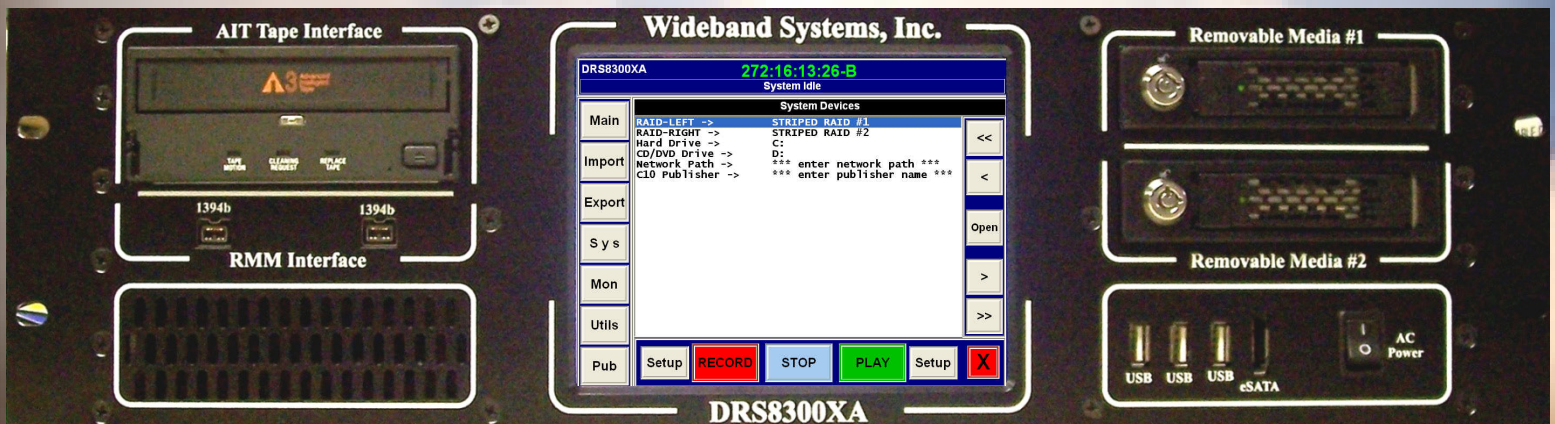 AIT Tape Interface
A3 Advanced Intelligent Tape
TAPE MOTION
CLEANING REQUEST
REPLACE TAPE
1394b
1394b
RMM Interface
Wideband Systems, Inc.
DRS8300XA
272:16:13:26-B
System Idle
System Devices
Main
Import
Export
S y s
Mon
Utils
Pub
RAID-LEFT -> STRIPED RAID #1
RAID-RIGHT -> STRIPED RAID #2
Hard Drive -> C:
CD/DVD Drive -> D:
Network Path -> *** enter network path ***
C10 Publisher -> *** enter publisher name ***
<<
<
Open
>
>>
Setup
RECORD
STOP
PLAY
Setup
X
DRS8300XA
Removable Media #1
Removable Media #2
USB
USB
USB
eSATA
I
O
AC
Power